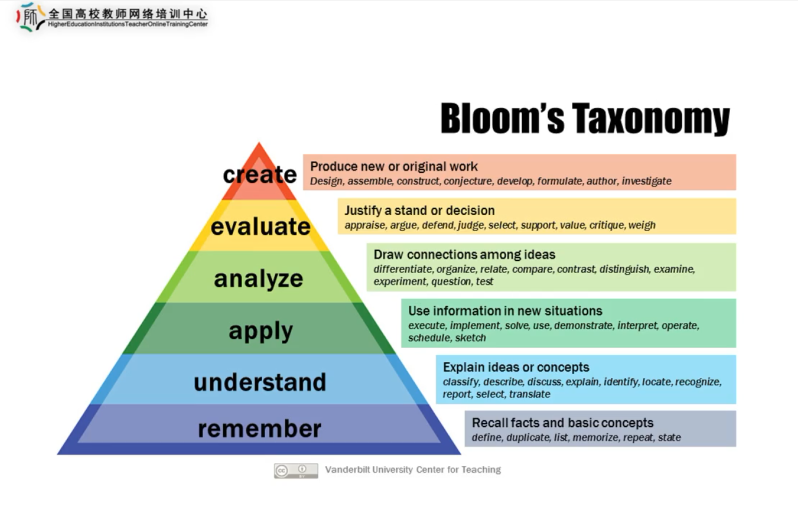 全国高校教师网络培训中心
HigherEducationInstitutionsTeacherOnlineTrainingCenter
Bloom's Taxonomy
create
Produce new or original work
Design, assemble, construct, conjecture, develop, formulate, author, investigate
evaluate
Justify a stand or decision
appraise, argue, defend, judge, select, support, value, critique, weigh
analyze
Draw connections among ideas
differentiate, organize, relate, compare, contrast, distinguish, examine,
experiment, question, test
apply
Use information in new situations
execute, implement, solve, use, demonstrate, interpret, operate,
schedule, sketch
understand
Explain ideas or concepts
classify, describe, discuss, explain, identify, locate, recognize,
report, select, translate
remember
Recall facts and basic concepts
define, duplicate, list, memorize, repeat, state
Vanderbilt University Center for Teaching